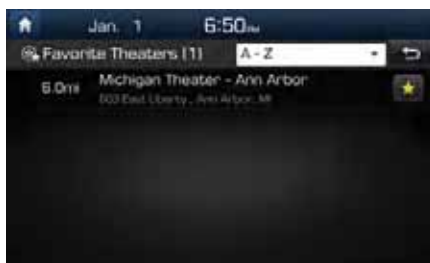 Jan. 1 6:50PM
Favorite Theaters (1) A - Z
6.0mi Michigan Theater - Ann Arbor
603 East Liberty , Ann Arbor, MI